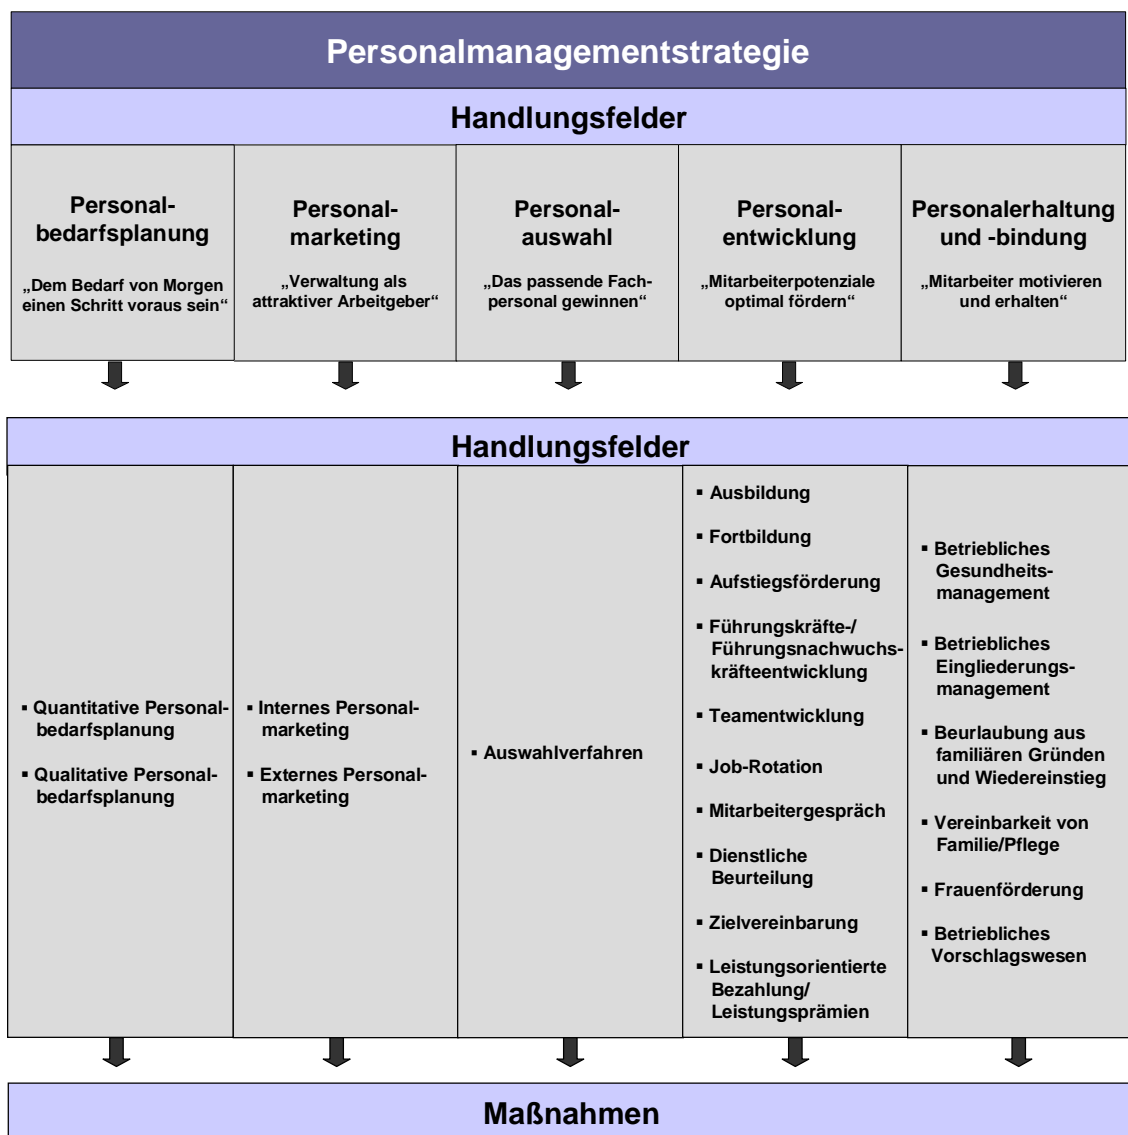 Personalmanagementstrategie
Handlungsfelder
Personal-
bedarfsplanung
„Dem Bedarf von Morgen
einen Schritt voraus sein“
Personal-
marketing
„Verwaltung als
attraktiver Arbeitgeber“
Personal-
auswahl
„Das passende Fach-
personal gewinnen“
Personal-
entwicklung
„Mitarbeiterpotenziale
optimal fördern“
Personalerhaltung
und -bindung
„Mitarbeiter motivieren
und erhalten“
Handlungsfelder
▪ Quantitative Personal-
bedarfsplanung
▪ Qualitative Personal-
bedarfsplanung
▪ Internes Personal-
marketing
▪ Externes Personal-
marketing
▪ Auswahlverfahren
▪ Ausbildung
▪ Fortbildung
▪ Aufstiegsförderung
▪ Führungskräfte-/
Führungsnachwuchs-
kräfteentwicklung
▪ Teamentwicklung
▪ Job-Rotation
▪ Mitarbeitergespräch
▪ Dienstliche
Beurteilung
▪ Zielvereinbarung
▪ Leistungsorientierte
Bezahlung/
Leistungsprämien
▪ Betriebliches
Gesundheits-
management
▪ Betriebliches
Eingliederungs-
management
▪ Beurlaubung aus
familiären Gründen
und Wiedereinstieg
▪ Vereinbarkeit von
Familie/Pflege
▪ Frauenförderung
▪ Betriebliches
Vorschlagswesen
Maßnahmen